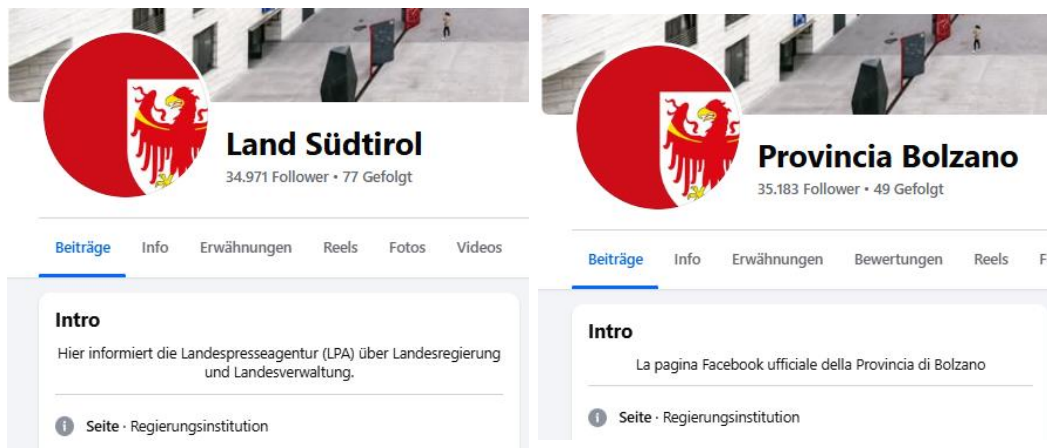 Land Südtirol
34.971 Follower • 77 Gefolgt
Beiträge Info Erwähnungen Reels Fotos Videos
Intro
Hier informiert die Landespresseagentur (LPA) über Landesregierung
und Landesverwaltung.
Seite · Regierungsinstitution
Provincia Bolzano
35.183 Follower • 49 Gefolgt
Beiträge Info Erwähnungen Bewertungen Reels F
Intro
La pagina Facebook ufficiale della Provincia di Bolzano
Seite · Regierungsinstitution